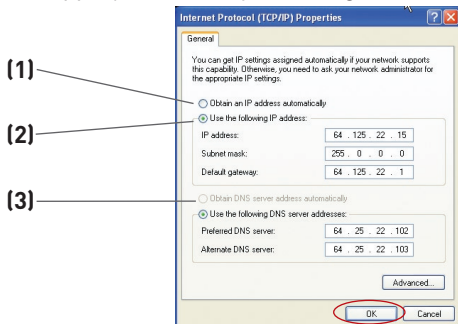 Internet Protocol (TCP/IP) Properties
General
You can get IP settings assigned automatically if your network supports
this capability. Otherwise, you need to ask your network administrator for
the appropriate IP settings.
(1)
Obtain an IP address automatically
(2)
Use the following IP address:
IP address: 64 . 125 . 22 . 15
Subnet mask: 255 . 0 . 0 . 0
Default gateway: 64 . 125 . 22 . 1
(3)
Obtain DNS server address automatically
Use the following DNS server addresses:
Preferred DNS server: 64 . 25 . 22 . 102
Alternate DNS server: 64 . 25 . 22 . 103
Advanced...
OK Cancel